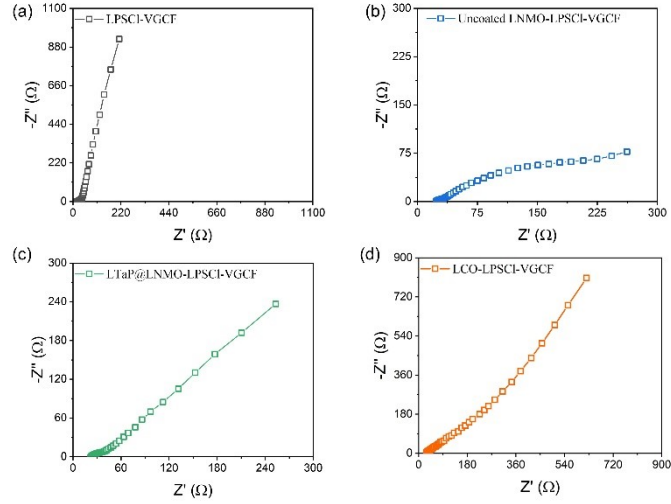 (a)
LPSCl-VGCF
-Z'' (Ω)
1100
880
660
440
220
0
0 220 440 660 880 1100
Z' (Ω)
(b)
Uncoated LNMO-LPSCl-VGCF
-Z'' (Ω)
300
225
150
75
0
0 75 150 225 300
Z' (Ω)
(c)
LTaP@LNMO-LPSCl-VGCF
-Z'' (Ω)
300
240
180
120
60
0
0 60 120 180 240 300
Z' (Ω)
(d)
LCO-LPSCl-VGCF
-Z'' (Ω)
900
720
540
360
180
0
0 180 360 540 720 900
Z' (Ω)